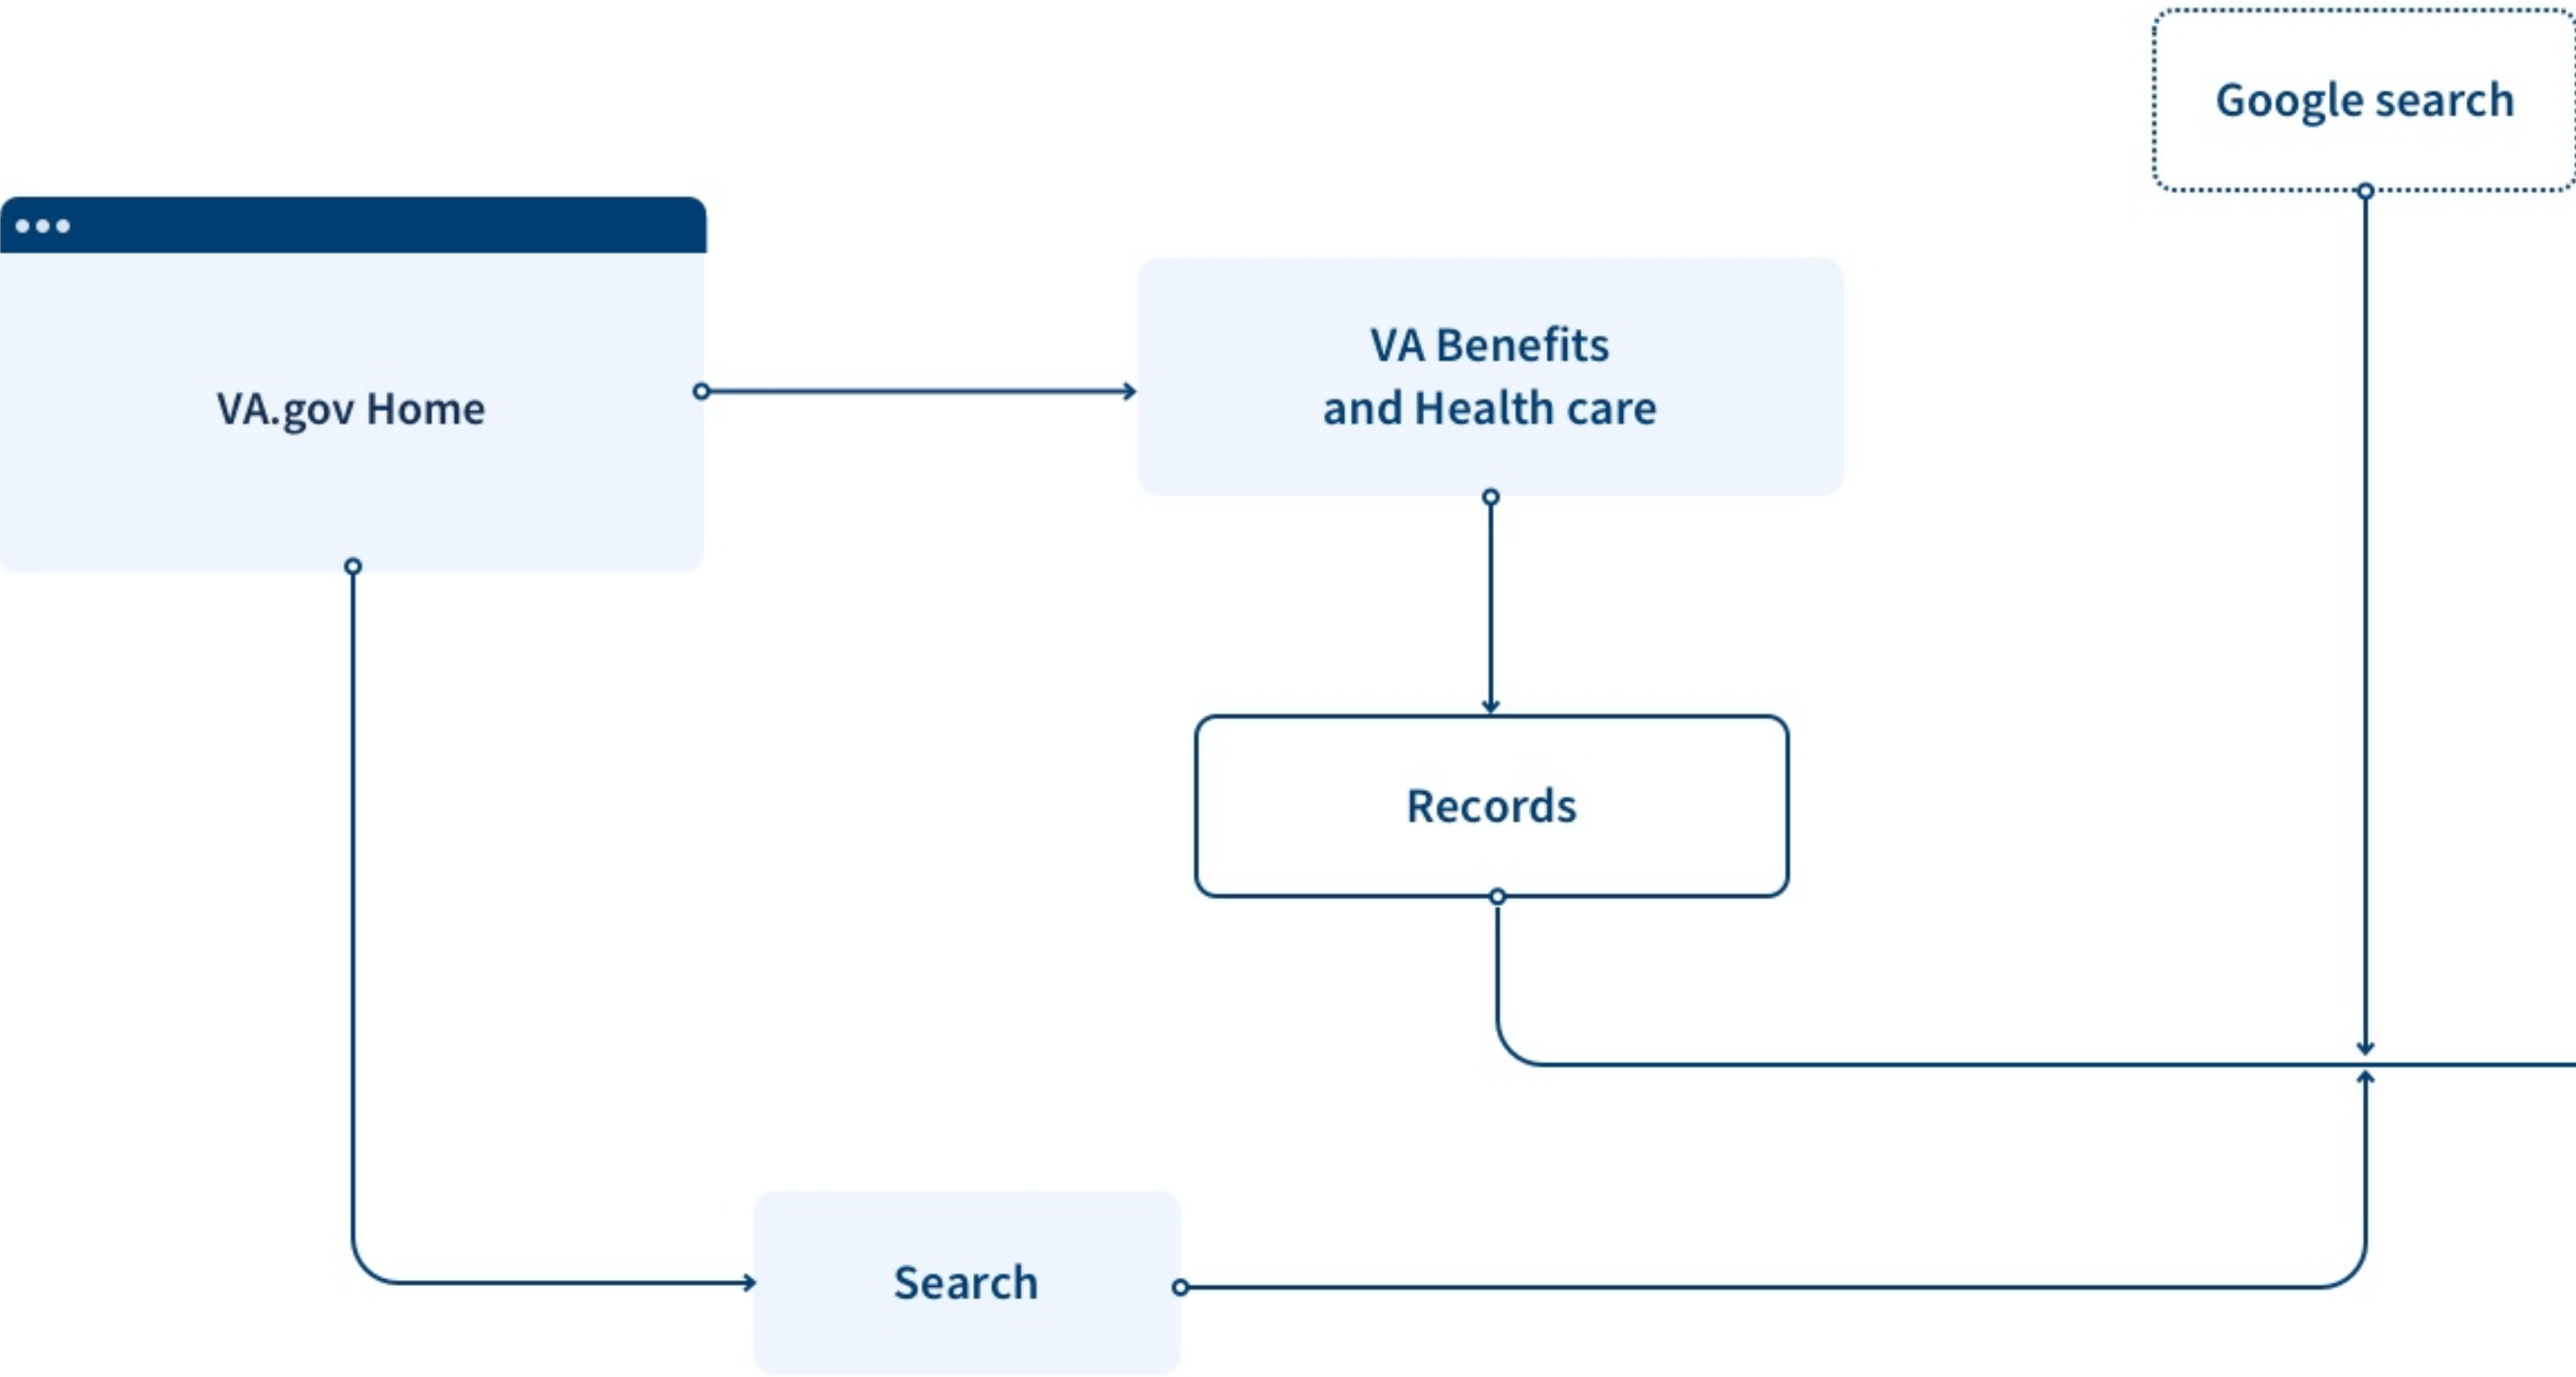 Google search
VA.gov Home
VA Benefits
and Health care
Records
Search